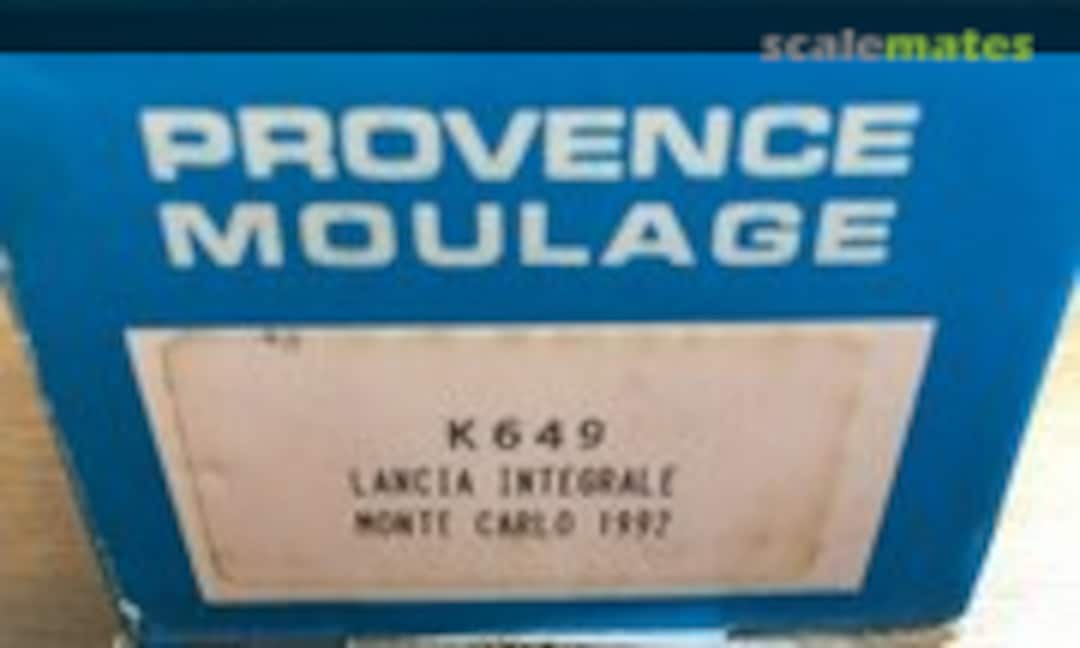 scalemates
PROVENCE
MOULAGE
K649
LANCIA INTEGRALE
MONTE CARLO 1992